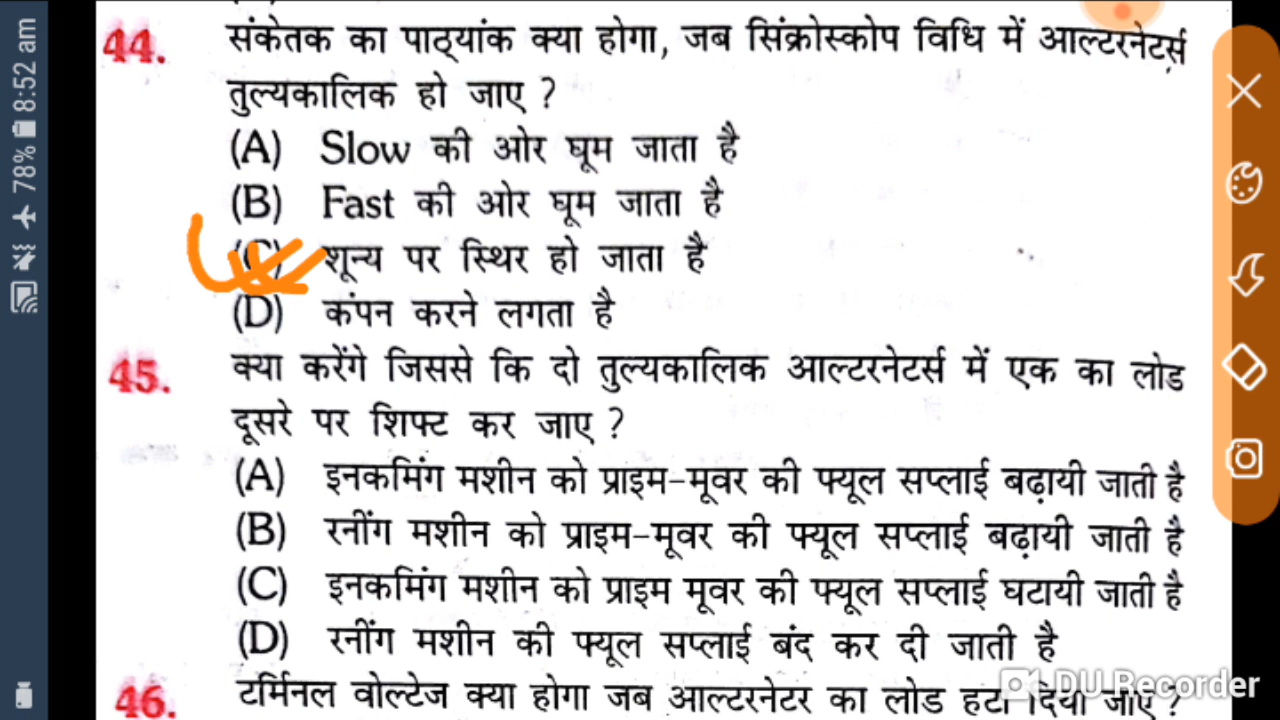 8:52 am
78%
44. संकेतक का पाठ्यांक क्या होगा, जब सिंक्रोस्कोप विधि में आल्टरनेटर्स
तुल्यकालिक हो जाए ?
(A) Slow की ओर घूम जाता है
(B) Fast की ओर घूम जाता है
(C) शून्य पर स्थिर हो जाता है
(D) कंपन करने लगता है
45. क्या करेंगे जिससे कि दो तुल्यकालिक आल्टरनेटर्स में एक का लोड
दूसरे पर शिफ्ट कर जाए ?
(A) इनकमिंग मशीन को प्राइम-मूवर की फ्यूल सप्लाई बढ़ायी जाती है
(B) रनींग मशीन को प्राइम-मूवर की फ्यूल सप्लाई बढ़ायी जाती है
(C) इनकमिंग मशीन को प्राइम मूवर की फ्यूल सप्लाई घटायी जाती है
(D) रनींग मशीन की फ्यूल सप्लाई बंद कर दी जाती है
46. टर्मिनल वोल्टेज क्या होगा जब आल्टरनेटर का लोड हटा दिया जाए ?
DU Recorder